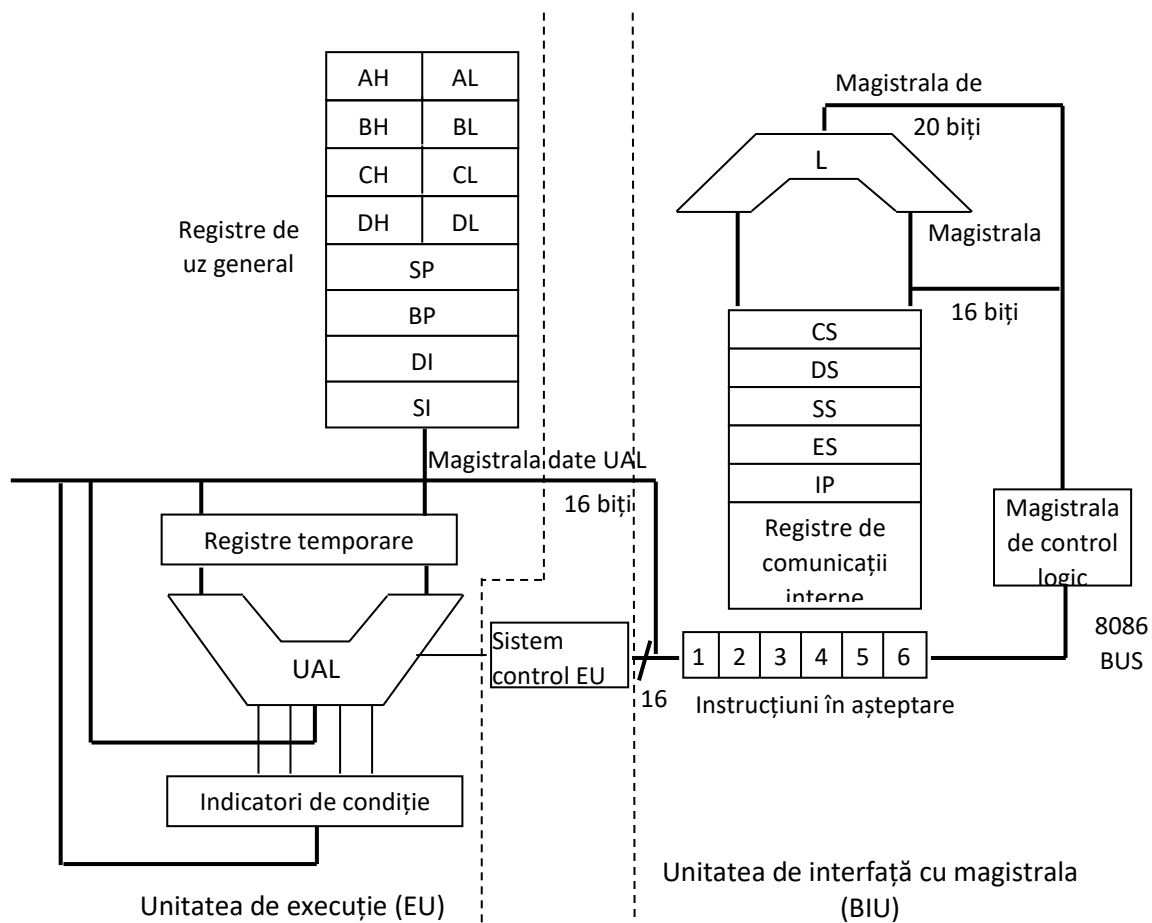 AH AL
BH BL
CH CL
DH DL
SP
BP
DI
SI
Registre de
uz general
Magistrala date UAL
16 biți
Registre temporare
UAL
Sistem
control EU
16
Indicatori de condiție
Unitatea de execuție (EU)
Magistrala de
20 biți
L
Magistrala
16 biți
CS
DS
SS
ES
IP
Registre de
comunicații
interne
Magistrala
de control
logic
1 2 3 4 5 6
Instrucțiuni în așteptare
8086
BUS
Unitatea de interfață cu magistrala
(BIU)